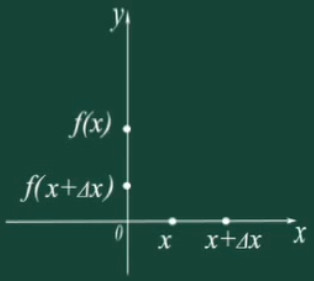 y
f(x)
f(x+Δx)
0 x x+Δx x